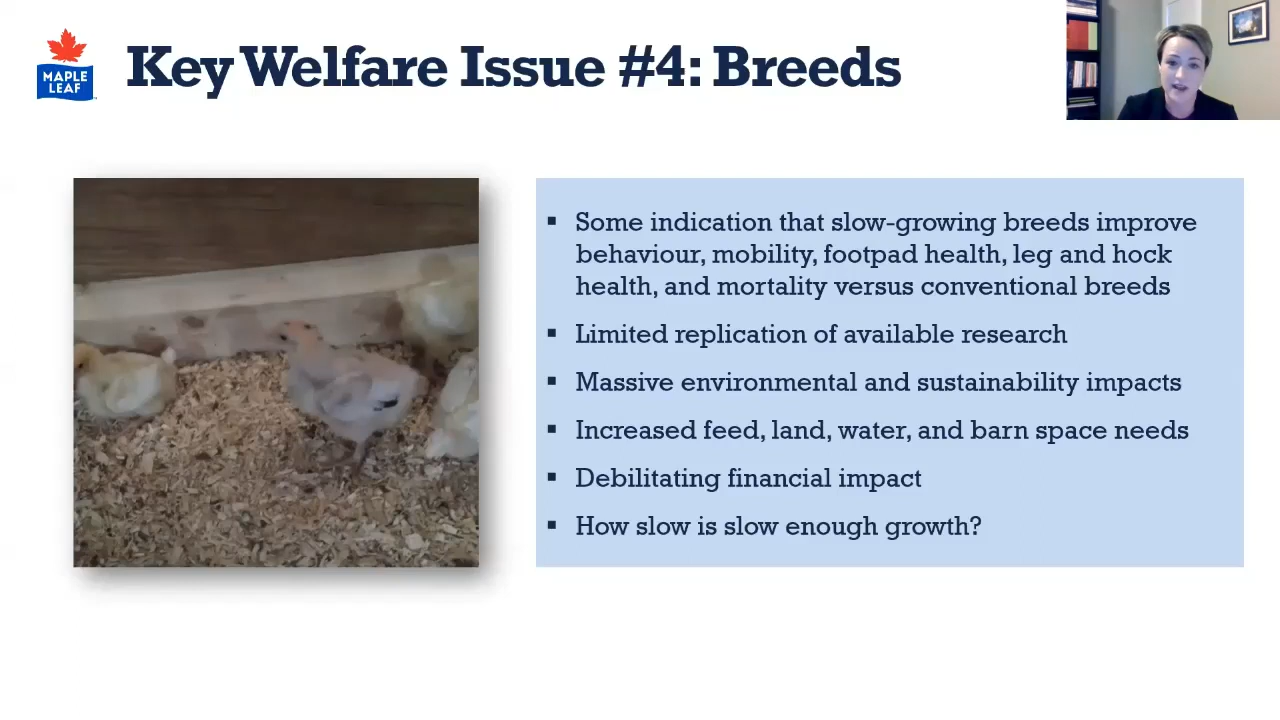 MAPLE
LEAF
Key Welfare Issue #4: Breeds
▪ Some indication that slow-growing breeds improve
behaviour, mobility, footpad health, leg and hock
health, and mortality versus conventional breeds
▪ Limited replication of available research
▪ Massive environmental and sustainability impacts
▪ Increased feed, land, water, and barn space needs
▪ Debilitating financial impact
▪ How slow is slow enough growth?